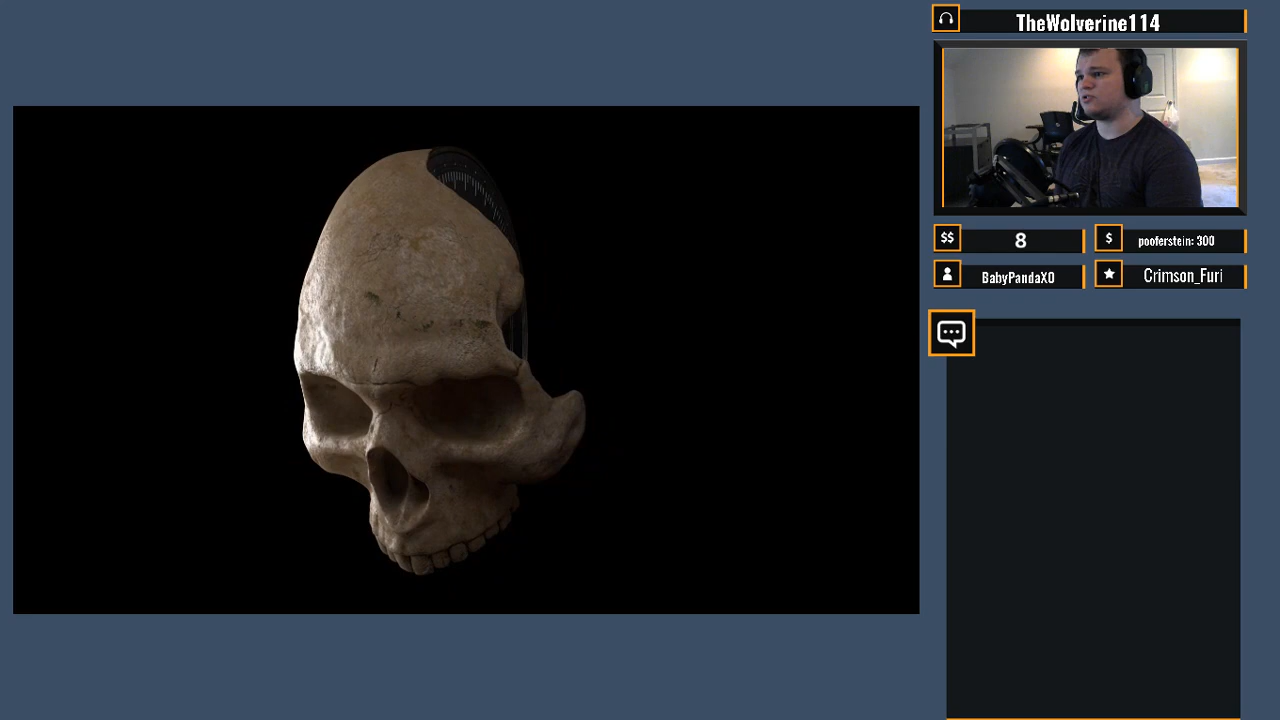 TheWolverine114
$$
8
$
pooferstein: 300
BabyPandaXO
Crimson_Furi